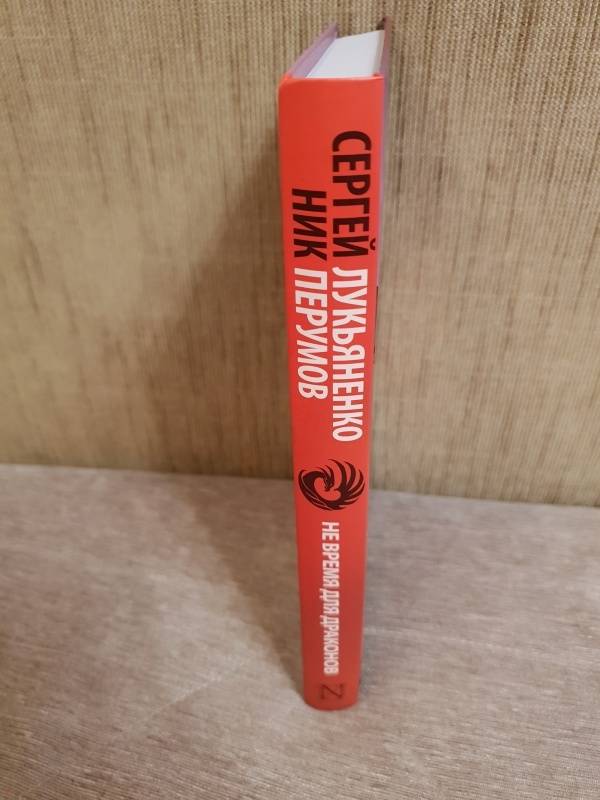 СЕРГЕЙ ЛУКЬЯНЕНКО
НИК ПЕРУМОВ
НЕ ВРЕМЯ ДЛЯ ДРАКОНОВ